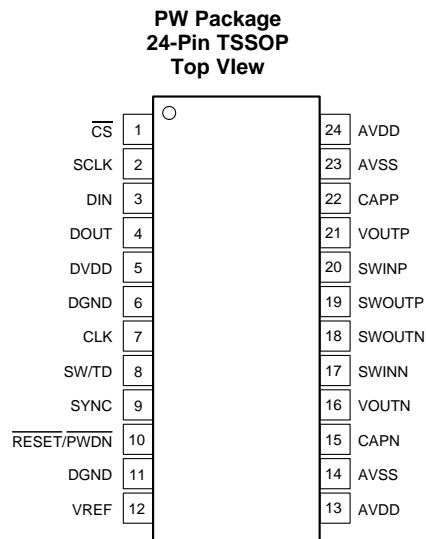 PW Package
24-Pin TSSOP
Top VIew
CS 1 24 AVDD
SCLK 2 23 AVSS
DIN 3 22 CAPP
DOUT 4 21 VOUTP
DVDD 5 20 SWINP
DGND 6 19 SWOUTP
CLK 7 18 SWOUTN
SW/TD 8 17 SWINN
SYNC 9 16 VOUTN
RESET/PWDN 10 15 CAPN
DGND 11 14 AVSS
VREF 12 13 AVDD